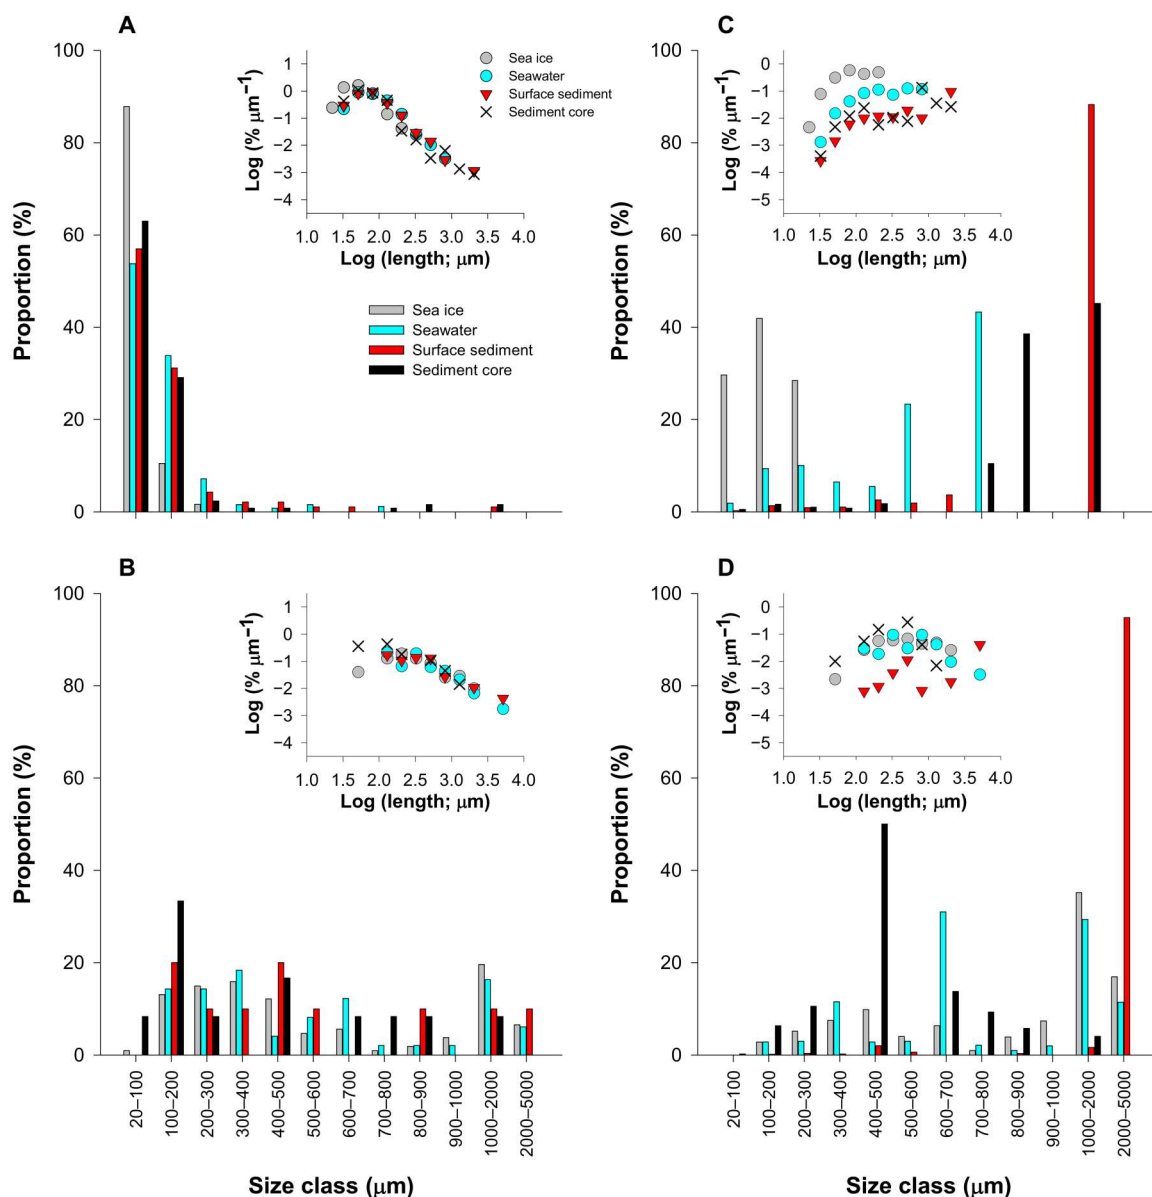 A
100
80
60
40
20
0
Proportion (%)
1
0
−1
−2
−3
−4
Log (% μm−1)
1.0 1.5 2.0 2.5 3.0 3.5 4.0
Log (length; μm)
Sea ice
Seawater
Surface sediment
Sediment core
Sea ice
Seawater
Surface sediment
Sediment core
C
100
80
60
40
20
0
Proportion (%)
0
−1
−2
−3
−4
−5
Log (% μm−1)
1.0 1.5 2.0 2.5 3.0 3.5 4.0
Log (length; μm)
B
100
80
60
40
20
0
Proportion (%)
1
0
−1
−2
−3
−4
Log (% μm−1)
1.0 1.5 2.0 2.5 3.0 3.5 4.0
Log (length; μm)
20–100
100–200
200–300
300–400
400–500
500–600
600–700
700–800
800–900
900–1000
1000–2000
2000–5000
Size class (μm)
D
100
80
60
40
20
0
Proportion (%)
0
−1
−2
−3
−4
−5
Log (% μm−1)
1.0 1.5 2.0 2.5 3.0 3.5 4.0
Log (length; μm)
20–100
100–200
200–300
300–400
400–500
500–600
600–700
700–800
800–900
900–1000
1000–2000
2000–5000
Size class (μm)